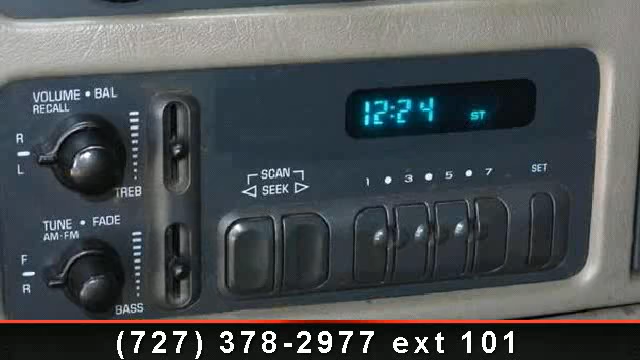 VOLUME • BAL
RECALL
R
L
TREB
TUNE • FADE
AM-FM
F
R
BASS
SCAN
SEEK
12:24 ST
1 • 3 • 5 • 7
SET
(727) 378-2977 ext 101